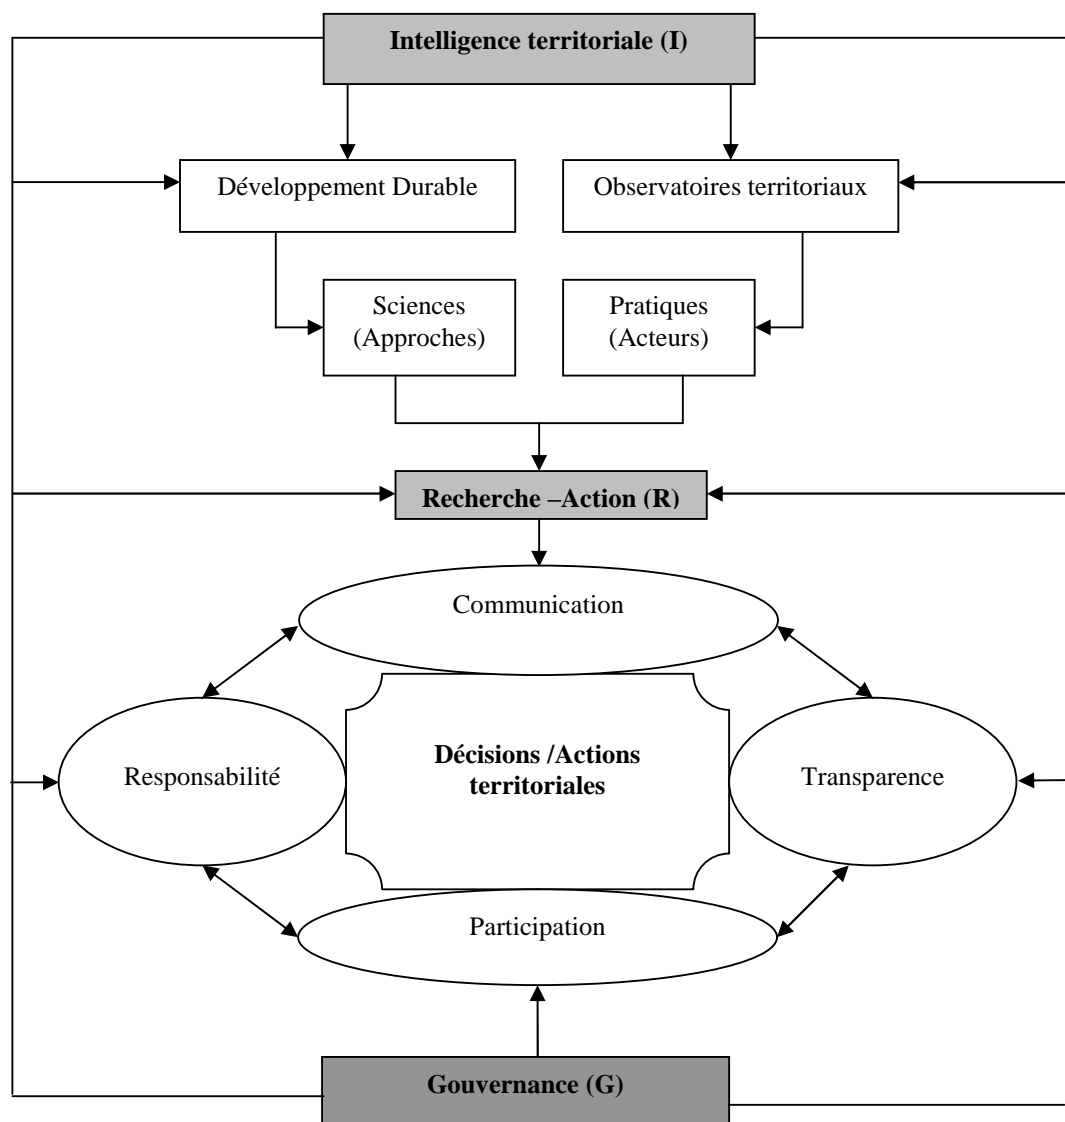 Intelligence territoriale (I)
Développement Durable
Observatoires territoriaux
Sciences
(Approches)
Pratiques
(Acteurs)
Recherche –Action (R)
Communication
Responsabilité
Décisions /Actions
territoriales
Transparence
Participation
Gouvernance (G)